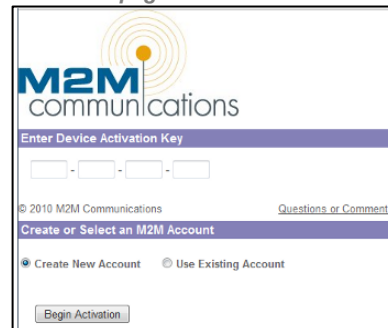 M2M
communications
Enter Device Activation Key
- - -
© 2010 M2M Communications Questions or Comment
Create or Select an M2M Account
Create New Account Use Existing Account
Begin Activation